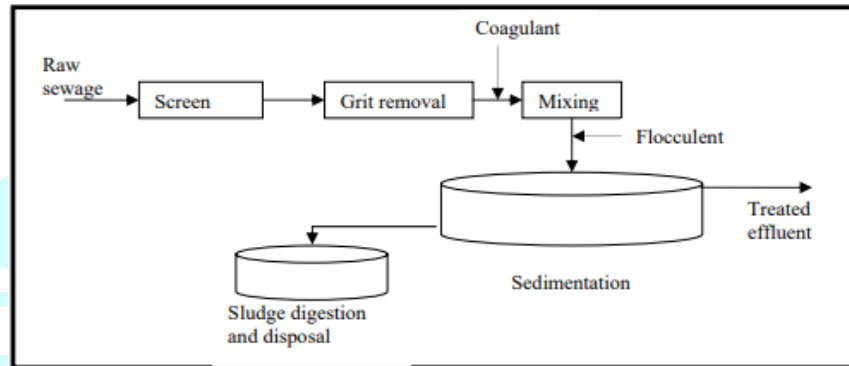 Coagulant
Raw
sewage
Screen
Grit removal
Mixing
Flocculent
Treated
effluent
Sedimentation
Sludge digestion
and disposal